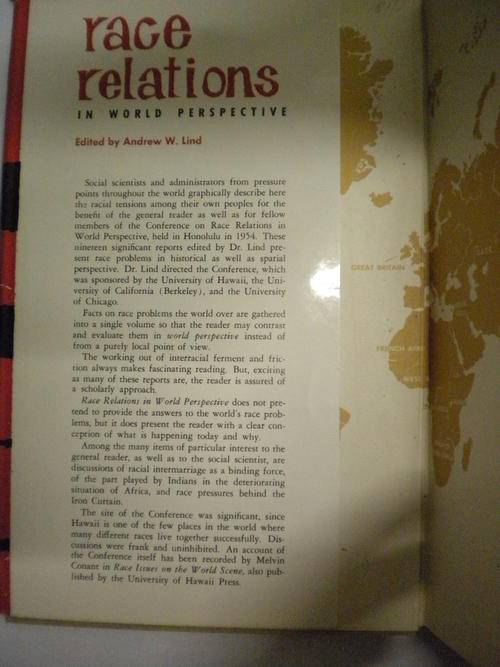 race
relations
IN WORLD PERSPECTIVE
Edited by Andrew W. Lind
Social scientists and administrators from pressure
points throughout the world graphically describe here
the racial tensions among their own peoples for the
benefit of the general reader as well as for fellow
members of the Conference on Race Relations in
World Perspective, held in Honolulu in 1954. These
nineteen significant reports edited by Dr. Lind pre-
sent race problems in historical as well as spatial
perspective. Dr. Lind directed the Conference, which
was sponsored by the University of Hawaii, the Uni-
versity of California (Berkeley), and the University
of Chicago.
Facts on race problems the world over are gathered
into a single volume so that the reader may contrast
and evaluate them in world perspective instead of
from a purely local point of view.
The working out of interracial ferment and fric-
tion always makes fascinating reading. But, exciting
as many of these reports are, the reader is assured of
a scholarly approach.
Race Relations in World Perspective does not pre-
tend to provide the answers to the world's race prob-
lems, but it does present the reader with a clear con-
ception of what is happening today and why.
Among the many items of particular interest to the
general reader, as well as to the social scientist, are
discussions of racial intermarriage as a binding force,
of the part played by Indians in the deteriorating
situation of Africa, and race pressures behind the
Iron Curtain.
The site of the Conference was significant, since
Hawaii is one of the few places in the world where
many different races live together successfully. Dis-
cussions were frank and uninhibited. An account of
the Conference itself has been recorded by Melvin
Conant in Race Issues on the World Scene, also pub-
lished by the University of Hawaii Press.
GREAT BRITAIN
FRENCH AFRI
WEST